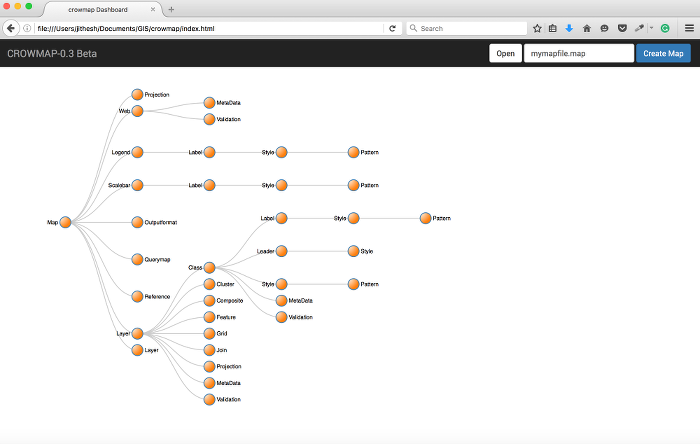 crowmap Dashboard
file:///Users/jithesh/Documents/GIS/crowmap/index.html
Search
CROWMAP-0.3 Beta
Open
mymapfile.map
Create Map
Projection
MetaData
Web
Validation
Legend Label Style Pattern
Scalebar Label Style Pattern
Label Style Pattern
Map Outputformat
Leader Style
Querymap
Class
Cluster Style Pattern
Reference Composite MetaData
Feature Validation
Layer Grid
Layer Join
Projection
MetaData
Validation